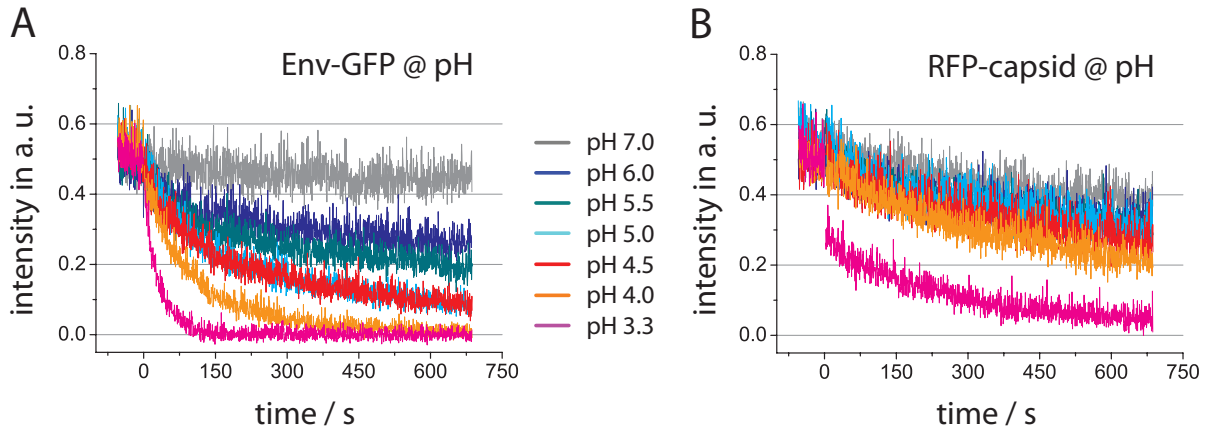 A
Env-GFP @ pH
0.8
0.6
0.4
0.2
0.0
intensity in a. u.
0 150 300 450 600 750
time / s
pH 7.0
pH 6.0
pH 5.5
pH 5.0
pH 4.5
pH 4.0
pH 3.3
B
RFP-capsid @ pH
0.8
0.6
0.4
0.2
0.0
intensity in a. u.
0 150 300 450 600 750
time / s